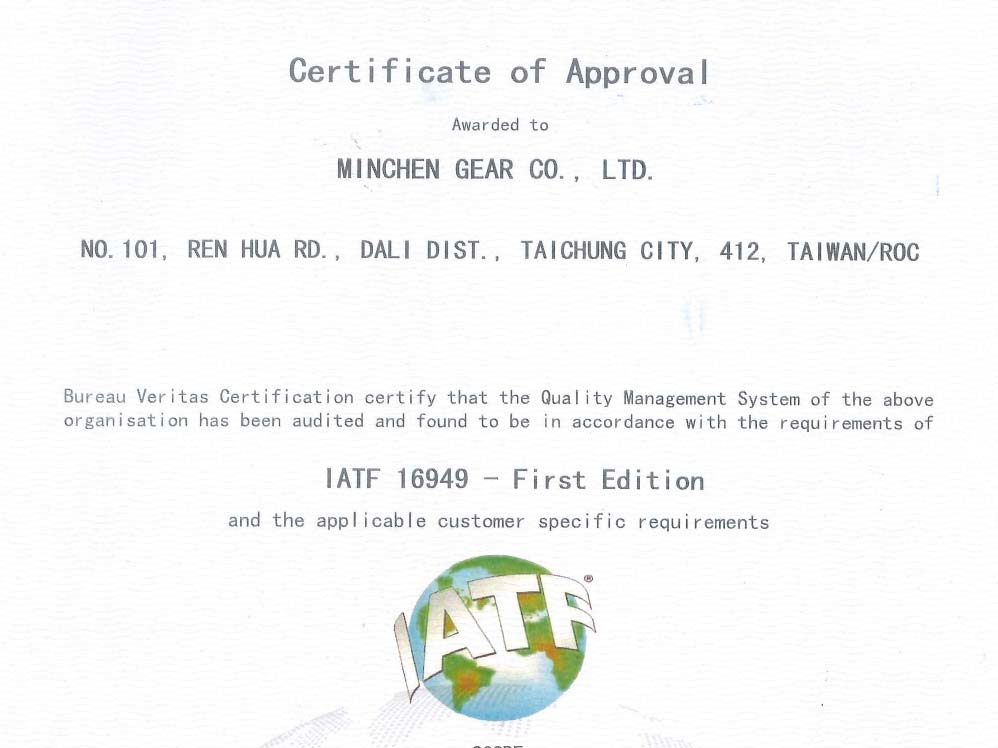 Certificate of Approval
Awarded to
MINCHEN GEAR CO., LTD.
NO.101, REN HUA RD., DALI DIST., TAICHUNG CITY, 412, TAIWAN/ROC
Bureau Veritas Certification certify that the Quality Management System of the above
organisation has been audited and found to be in accordance with the requirements of
IATF 16949 – First Edition
and the applicable customer specific requirements
IATF®